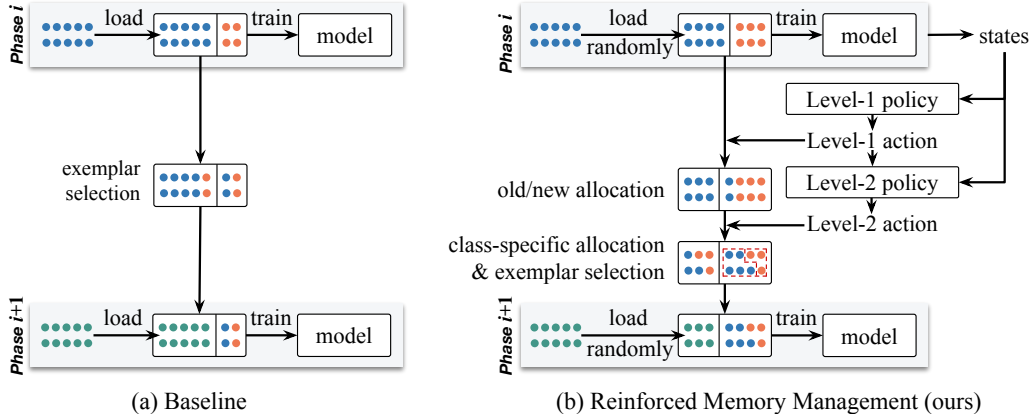 Phase i
load
train
model
exemplar
selection
Phase i+1
load
train
model
(a) Baseline
Phase i
load
randomly
train
model
states
Level-1 policy
Level-1 action
Level-2 policy
old/new allocation
Level-2 action
class-specific allocation
& exemplar selection
Phase i+1
load
randomly
train
model
(b) Reinforced Memory Management (ours)